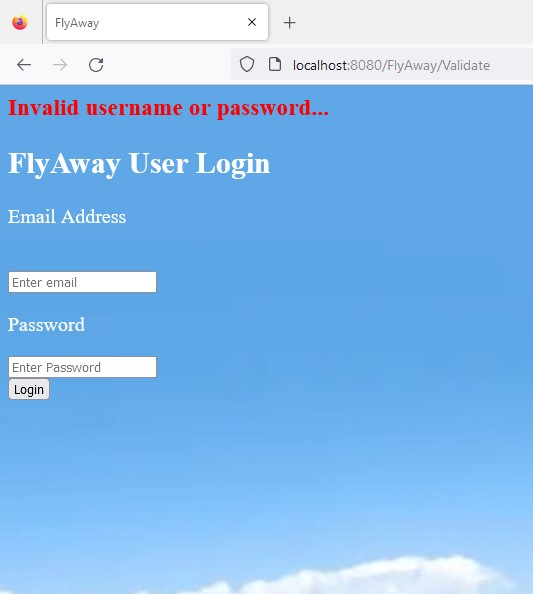 FlyAway
localhost:8080/FlyAway/Validate
Invalid username or password...
FlyAway User Login
Email Address
Enter email
Password
Enter Password
Login